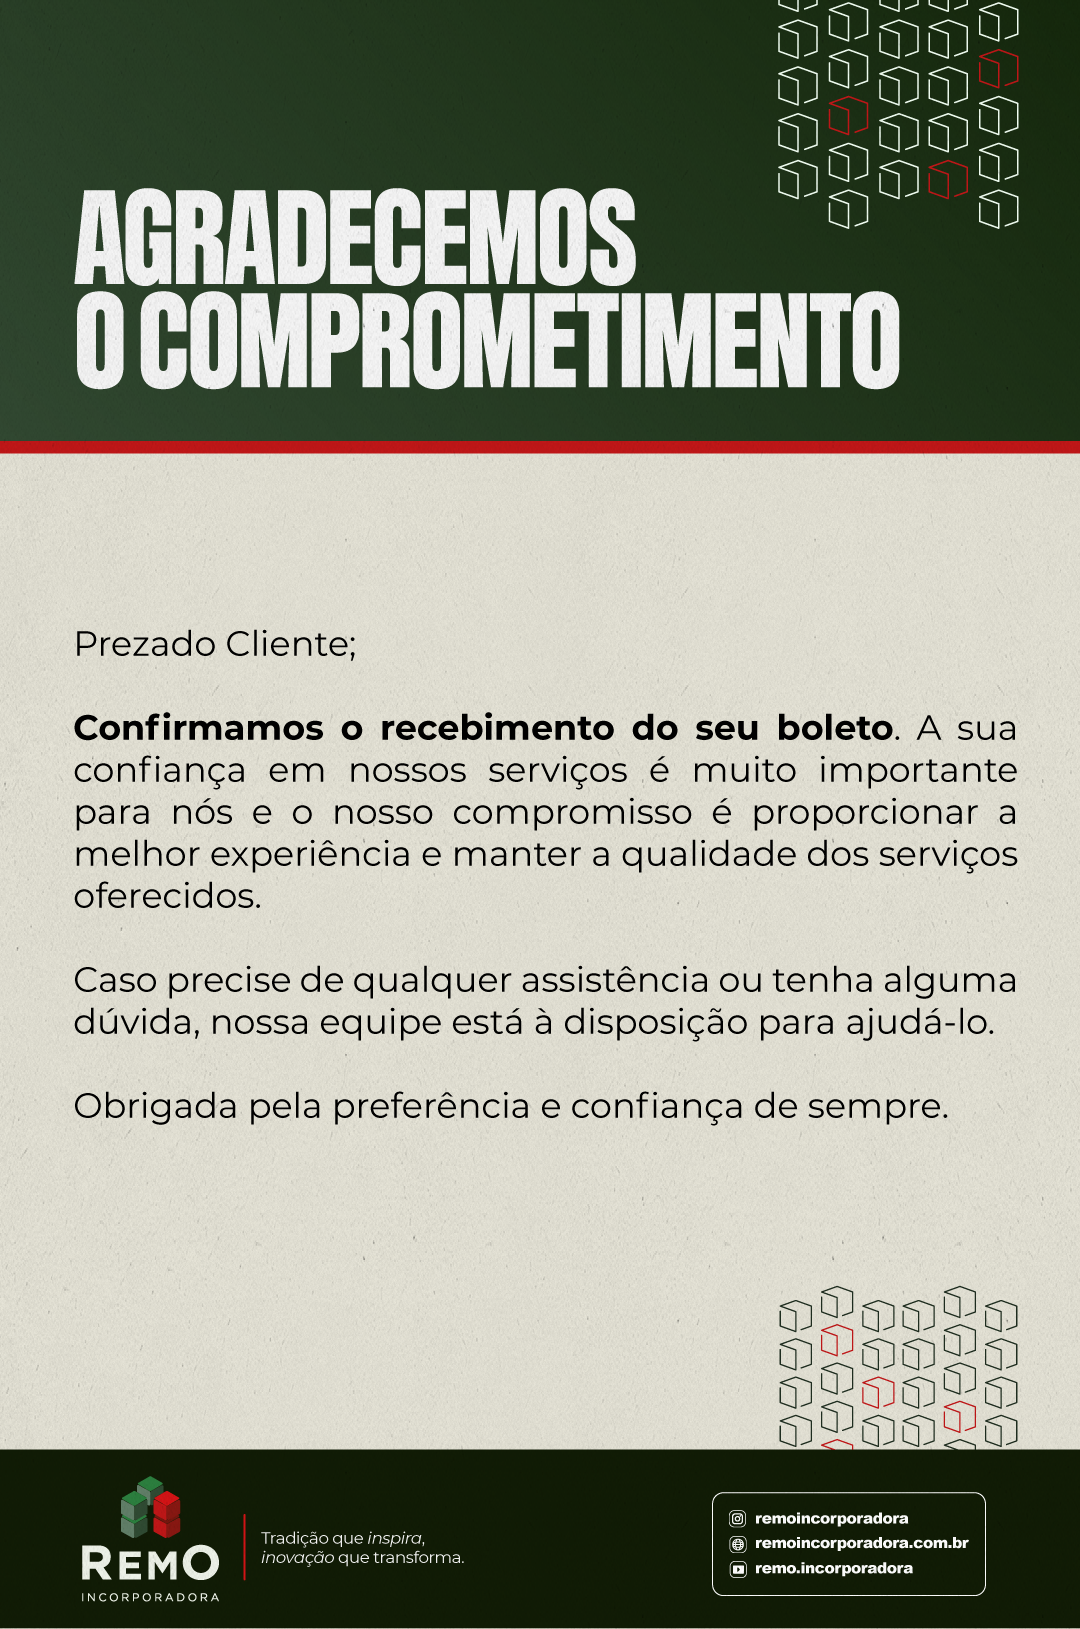 AGRADECEMOS
O COMPROMETIMENTO
Prezado Cliente;
Confirmamos o recebimento do seu boleto. A sua
confiança em nossos serviços é muito importante
para nós e o nosso compromisso é proporcionar a
melhor experiência e manter a qualidade dos serviços
oferecidos.
Caso precise de qualquer assistência ou tenha alguma
dúvida, nossa equipe está à disposição para ajudá-lo.
Obrigada pela preferência e confiança de sempre.
REMO
INCORPORADORA
Tradição que inspira,
inovação que transforma.
remoincorporadora
remoincorporadora.com.br
remo.incorporadora